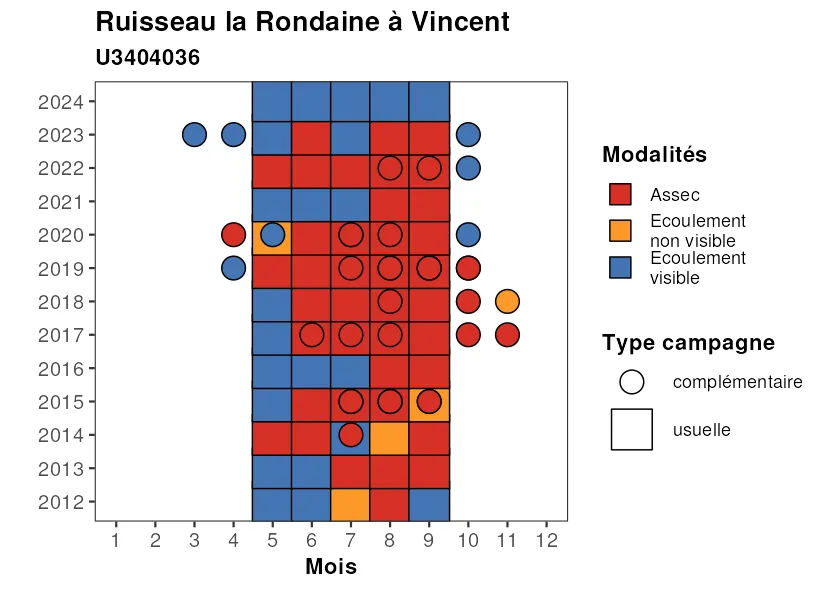 Ruisseau la Rondaine à Vincent
U3404036
2024
2023
2022
2021
2020
2019
2018
2017
2016
2015
2014
2013
2012
1 2 3 4 5 6 7 8 9 10 11 12
Mois
Modalités
Assec
Ecoulement
non visible
Ecoulement
visible
Type campagne
complémentaire
usuelle